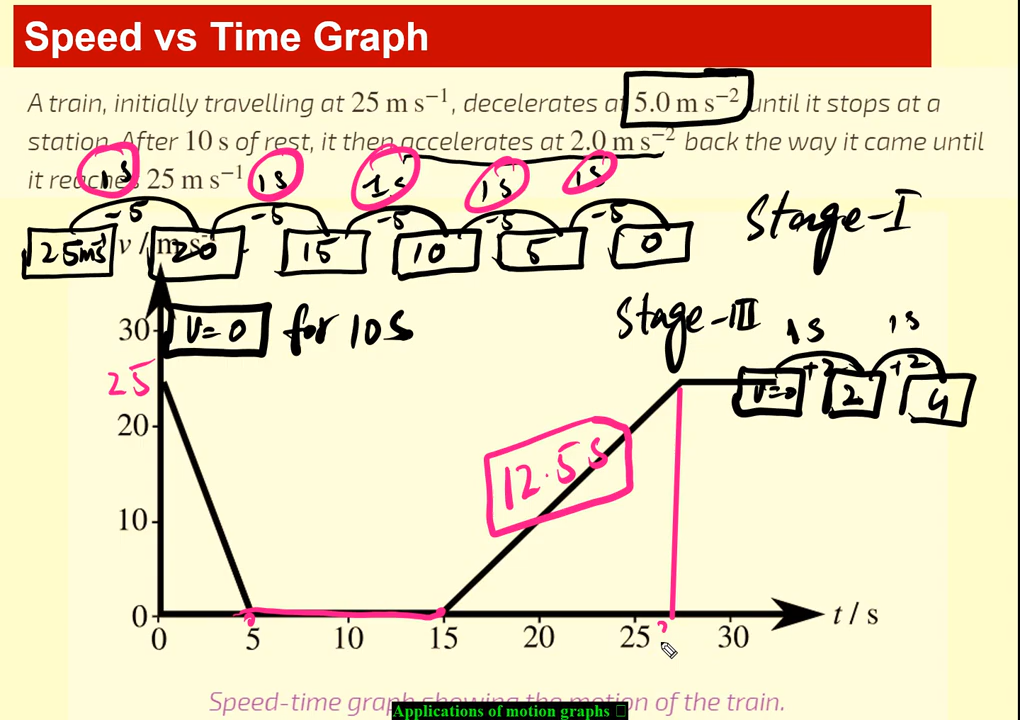 Speed vs Time Graph
A train, initially travelling at 25 m s⁻¹, decelerates at 5.0 m s⁻² until it stops at a
station. After 10 s of rest, it then accelerates at 2.0 m s⁻² back the way it came until
it reaches 25 m s⁻¹
1s 1s 1s 1s 1s
-5 -5 -5 -5 -5
25ms⁻¹ 20 15 10 5 0 Stage-I
v / m s⁻¹
v=0 for 10s Stage-III
1s 1s
+2 +2
v=0 2 4
30
25
20
10
0
12.5s
0 5 10 15 20 25 ? 30 t / s
Speed-time graph showing the motion of the train.
Applications of motion graphs